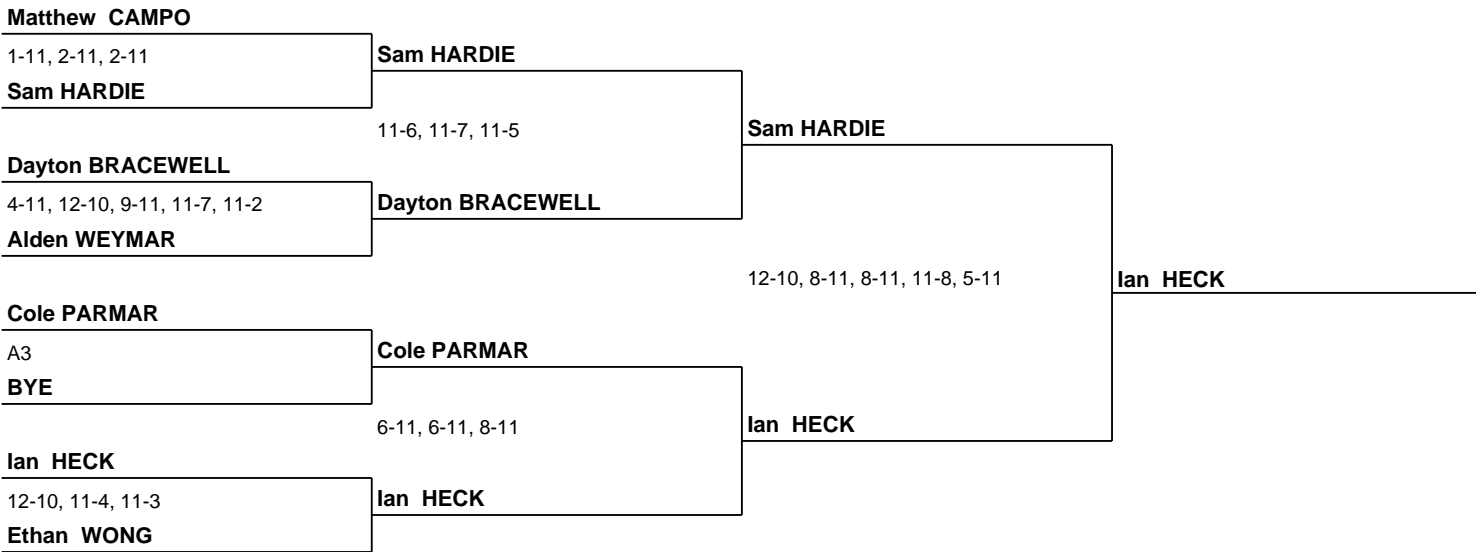 Matthew CAMPO
1-11, 2-11, 2-11
Sam HARDIE
Sam HARDIE
11-6, 11-7, 11-5
Sam HARDIE
Dayton BRACEWELL
4-11, 12-10, 9-11, 11-7, 11-2
Dayton BRACEWELL
Alden WEYMAR
12-10, 8-11, 8-11, 11-8, 5-11
Ian HECK
Cole PARMAR
A3
Cole PARMAR
BYE
6-11, 6-11, 8-11
Ian HECK
Ian HECK
12-10, 11-4, 11-3
Ian HECK
Ethan WONG